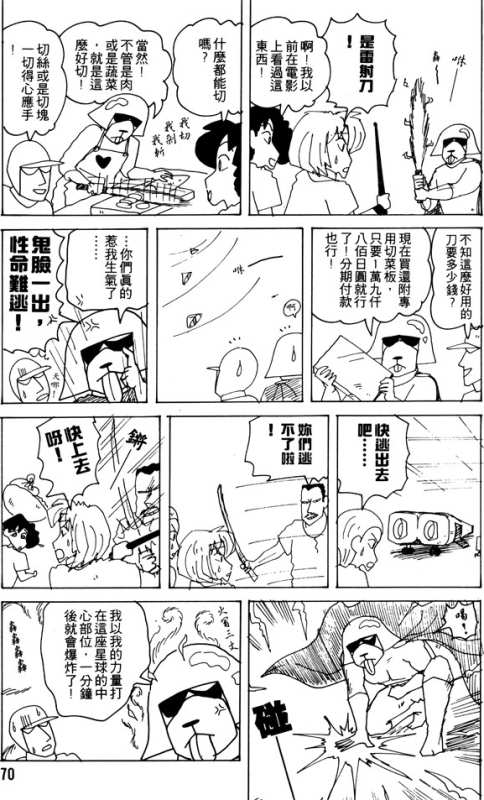 是雷射刀
！
咻
啊！我以
前在電影
上看過這
東西！
什麼都能切
嗎？
當然！
不管是肉
或是蔬菜
，就是這
麼好切！
我切
我剁
切絲或是切塊
一切得心應手
！
不知這麼好用的
刀要多少錢？
現在買還附專
用切菜板，
只要1萬九仟
八佰日圓就行
了！分期付款
也行！
…你們真的
惹我生氣了
……
鬼臉一出，
性命難逃！
天哪！
快逃出去
吧……
妳們逃
不了啦
！
鏘
快上去
呀！
喝！
碰
火冒三丈
我以我的力量打
在這座星球的中
心部位，一分鐘
後就會爆炸了！
70